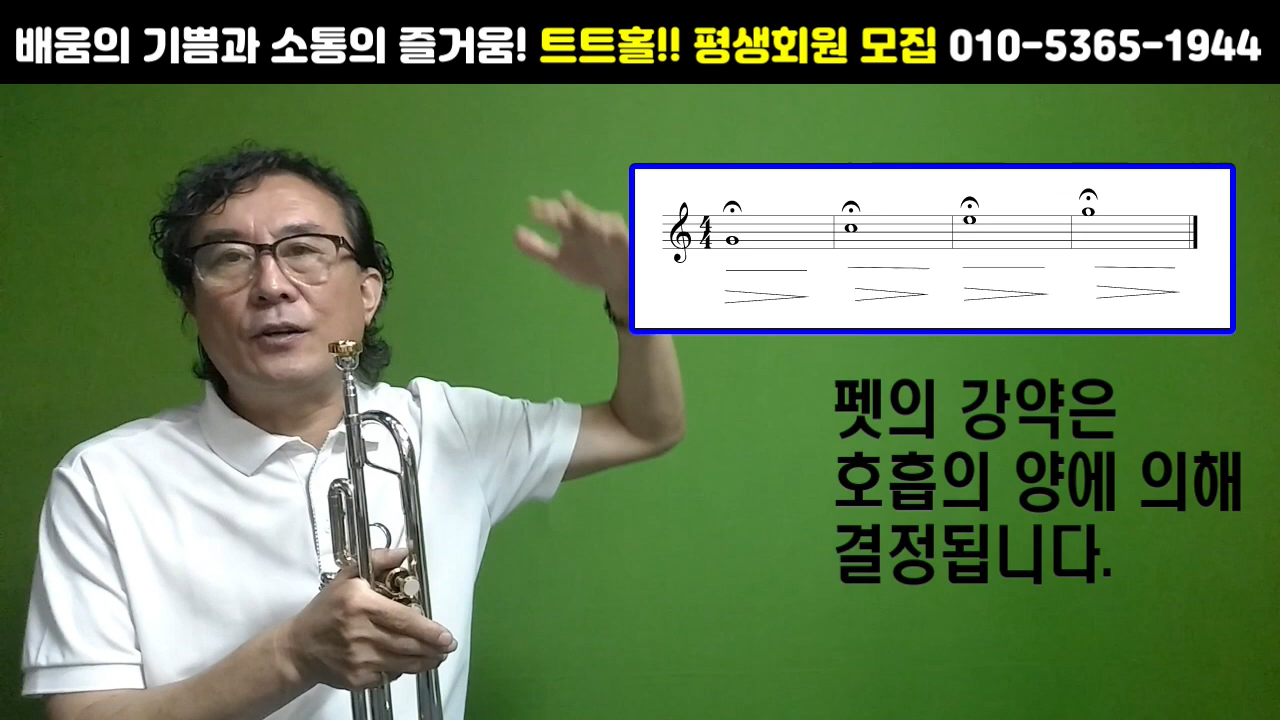 배움의 기쁨과 소통의 즐거움! 트트홀!! 평생회원 모집 010-5365-1944
4
4
펫의 강약은
호흡의 양에 의해
결정됩니다.